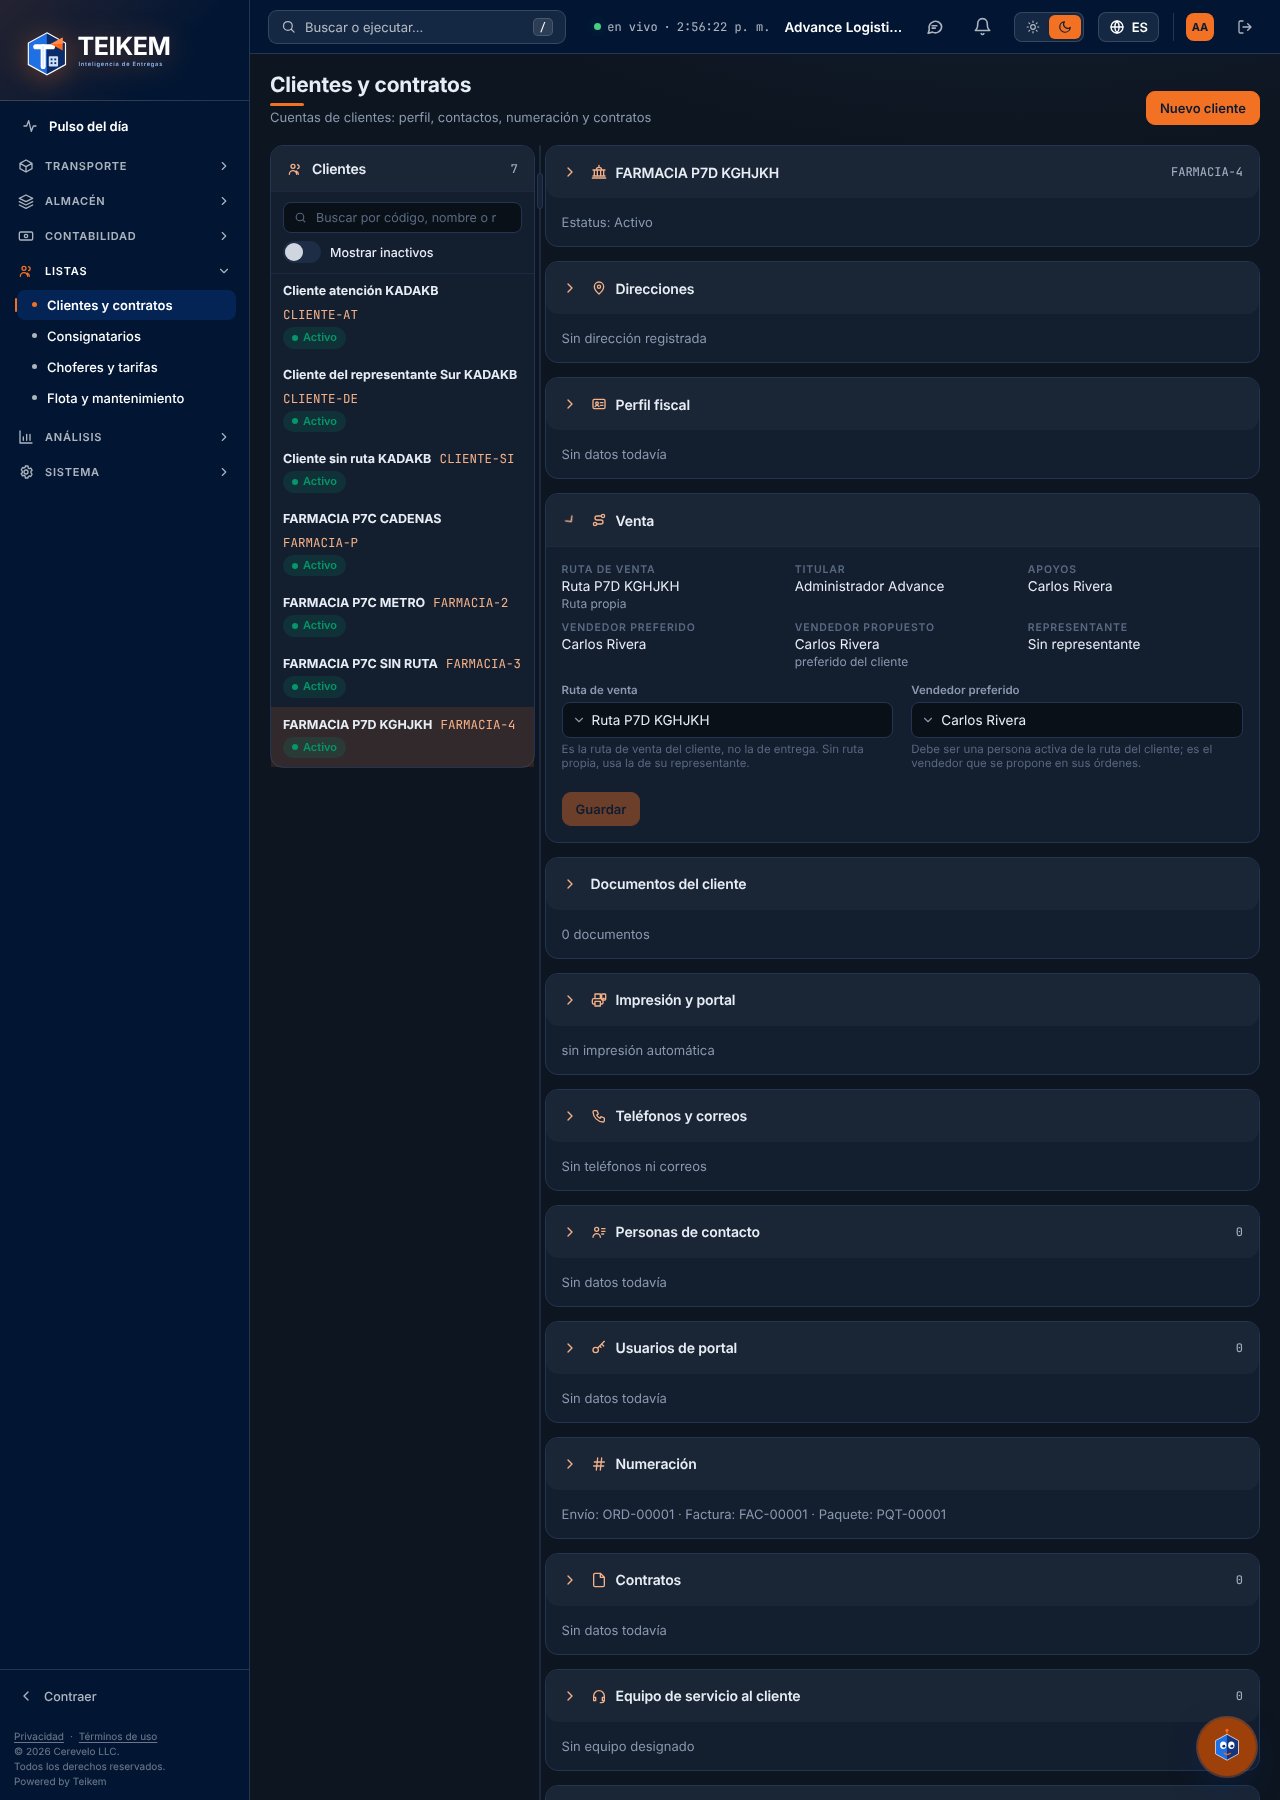 TEIKEM
Inteligencia de Entregas
Buscar o ejecutar...
/
en vivo · 2:56:22 p. m.
Advance Logisti...
ES
AA
Pulso del día
TRANSPORTE
ALMACÉN
CONTABILIDAD
LISTAS
Clientes y contratos
Consignatarios
Choferes y tarifas
Flota y mantenimiento
ANÁLISIS
SISTEMA
Contraer
Privacidad · Términos de uso
© 2026 Cerevelo LLC.
Todos los derechos reservados.
Powered by Teikem
Clientes y contratos
Cuentas de clientes: perfil, contactos, numeración y contratos
Nuevo cliente
Clientes
7
Buscar por código, nombre o r
Mostrar inactivos
Cliente atención KADAKB
CLIENTE-AT
Activo
Cliente del representante Sur KADAKB
CLIENTE-DE
Activo
Cliente sin ruta KADAKB CLIENTE-SI
Activo
FARMACIA P7C CADENAS
FARMACIA-P
Activo
FARMACIA P7C METRO FARMACIA-2
Activo
FARMACIA P7C SIN RUTA FARMACIA-3
Activo
FARMACIA P7D KGHJKH FARMACIA-4
Activo
FARMACIA P7D KGHJKH
FARMACIA-4
Estatus: Activo
Direcciones
Sin dirección registrada
Perfil fiscal
Sin datos todavía
Venta
RUTA DE VENTA
Ruta P7D KGHJKH
Ruta propia
TITULAR
Administrador Advance
APOYOS
Carlos Rivera
VENDEDOR PREFERIDO
Carlos Rivera
VENDEDOR PROPUESTO
Carlos Rivera
preferido del cliente
REPRESENTANTE
Sin representante
Ruta de venta
Ruta P7D KGHJKH
Es la ruta de venta del cliente, no la de entrega. Sin ruta
propia, usa la de su representante.
Vendedor preferido
Carlos Rivera
Debe ser una persona activa de la ruta del cliente; es el
vendedor que se propone en sus órdenes.
Guardar
Documentos del cliente
0 documentos
Impresión y portal
sin impresión automática
Teléfonos y correos
Sin teléfonos ni correos
Personas de contacto
0
Sin datos todavía
Usuarios de portal
0
Sin datos todavía
Numeración
Envío: ORD-00001 · Factura: FAC-00001 · Paquete: PQT-00001
Contratos
0
Sin datos todavía
Equipo de servicio al cliente
0
Sin equipo designado